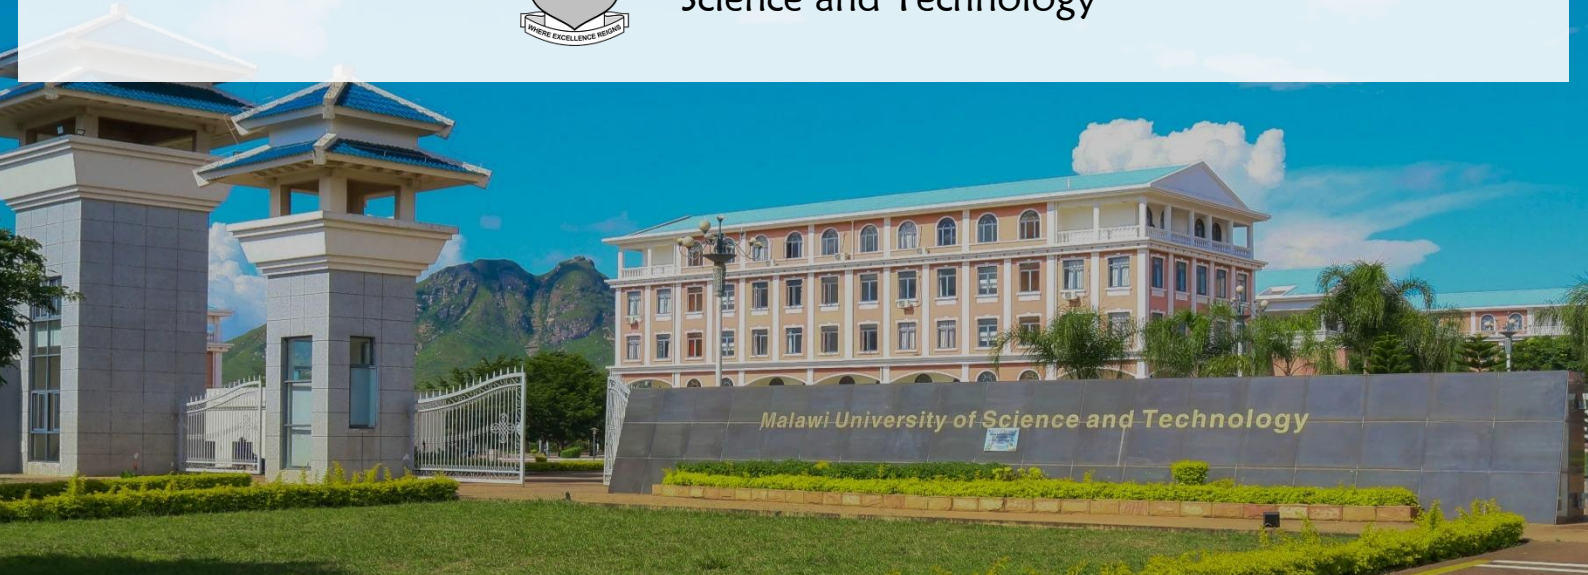 Science and Technology
WHERE EXCELLENCE REIGNS
Malawi University of Science and Technology